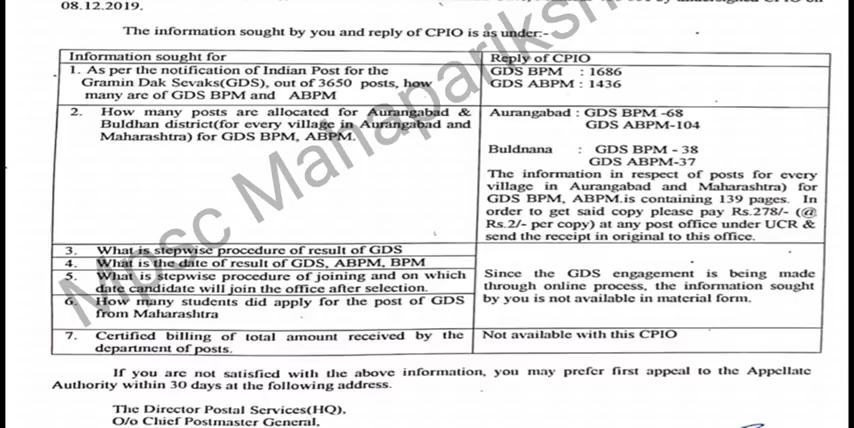 08.12.2019.
The information sought by you and reply of CPIO is as under:-
Information sought for
Reply of CPIO
1. As per the notification of Indian Post for the
Gramin Dak Sevaks(GDS), out of 3650 posts, how
many are of GDS BPM and ABPM
GDS BPM : 1686
GDS ABPM : 1436
2. How many posts are allocated for Aurangabad &
Buldhan district(for every village in Aurangabad and
Maharashtra) for GDS BPM, ABPM.
Aurangabad : GDS BPM -68
GDS ABPM-104
Buldnana : GDS BPM - 38
GDS ABPM-37
The information in respect of posts for every
village in Aurangabad and Maharashtra) for
GDS BPM, ABPM.is containing 139 pages. In
order to get said copy please pay Rs.278/- (@
Rs.2/- per copy) at any post office under UCR &
send the receipt in original to this office.
3. What is stepwise procedure of result of GDS
4. What is the date of result of GDS, ABPM, BPM
5. What is stepwise procedure of joining and on which
date candidate will join the office after selection.
6. How many students did apply for the post of GDS
from Maharashtra
Since the GDS engagement is being made
through online process, the information sought
by you is not available in material form.
7. Certified billing of total amount received by the
department of posts.
Not available with this CPIO
If you are not satisfied with the above information, you may prefer first appeal to the Appellate
Authority within 30 days at the following address.
The Director Postal Services(HQ),
O/o Chief Postmaster General,
Mpsc Mahapariksh